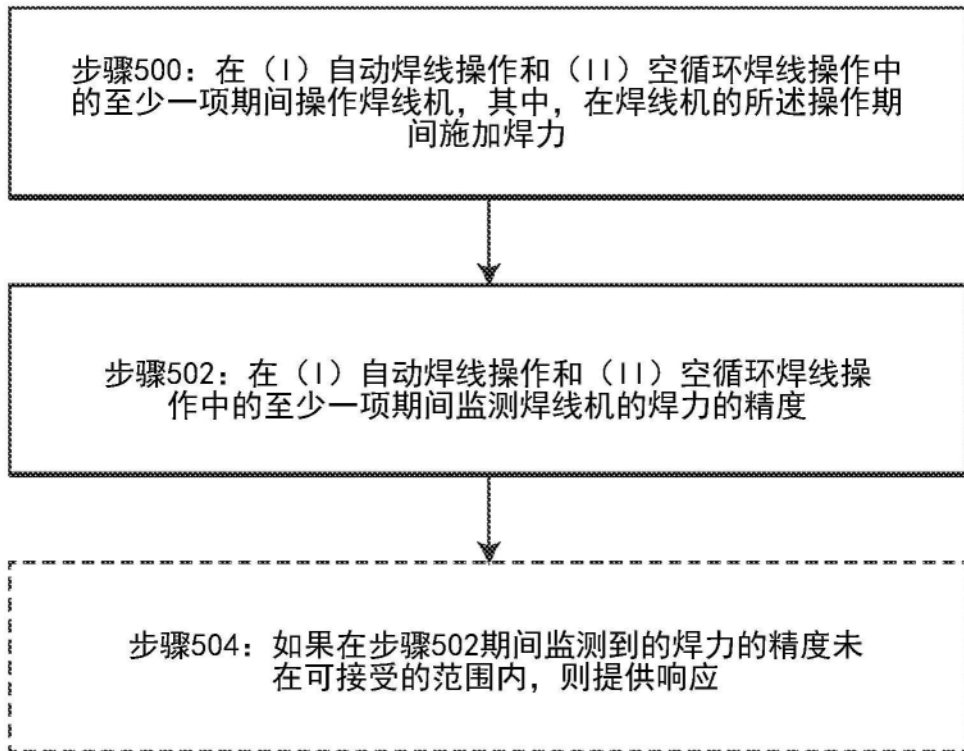 步骤500：在（I）自动焊线操作和（II）空循环焊线操作中
的至少一项期间操作焊线机，其中，在焊线机的所述操作期
间施加焊力
步骤502：在（I）自动焊线操作和（II）空循环焊线操
作中的至少一项期间监测焊线机的焊力的精度
步骤504：如果在步骤502期间监测到的焊力的精度未
在可接受的范围内，则提供响应